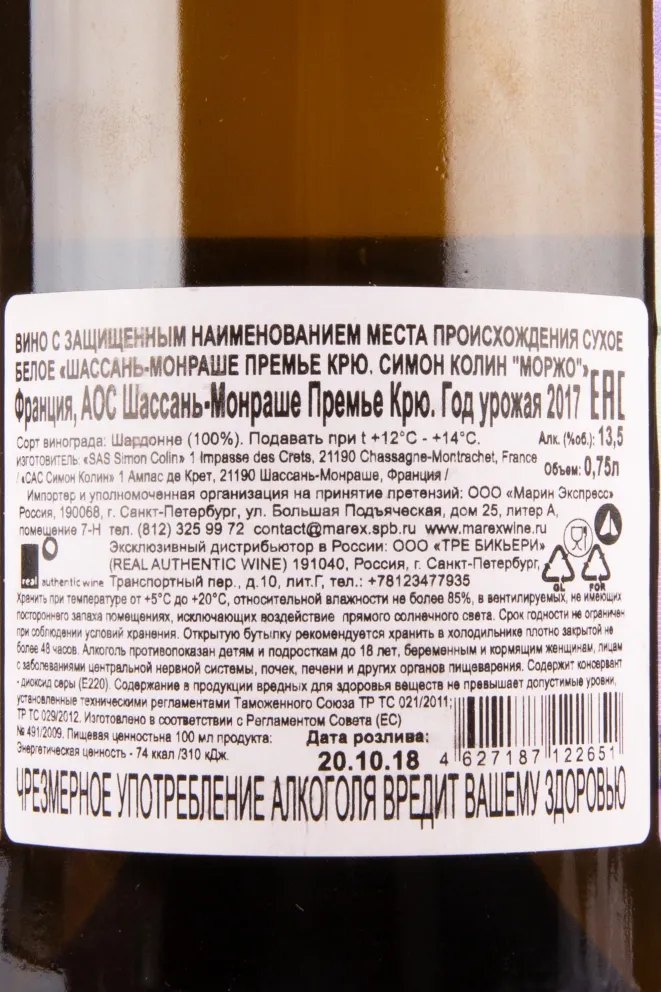 ВИНО С ЗАЩИЩЕННЫМ НАИМЕНОВАНИЕМ МЕСТА ПРОИСХОЖДЕНИЯ СУХОЕ
БЕЛОЕ «ШАССАНЬ-МОНРАШЕ ПРЕМЬЕ КРЮ. СИМОН КОЛИН "МОРЖО"»
Франция, АОС Шассань-Монраше Премье Крю. Год урожая 2017 EAC
Сорт винограда: Шардонне (100%). Подавать при t +12°С - +14°С. Алк. (%об.): 13,5
ИЗГОТОВИТЕЛЬ: «SAS Simon Colin» 1 Impasse des Crets, 21190 Chassagne-Montrachet, France
/ «САС Симон Колин» 1 Ампас де Крет, 21190 Шассань-Монраше, Франция / Объем: 0,75л
Импортер и уполномоченная организация на принятие претензий: ООО «Марин Экспресс»
Россия, 190068, г. Санкт-Петербург, ул. Большая Подъяческая, дом 25, литер А,
помещение 7-Н тел. (812) 325 99 72 contact@marex.spb.ru www.marexwine.ru
Эксклюзивный дистрибьютор в России: ООО «ТРЕ БИКЬЕРИ»
(REAL AUTHENTIC WINE) 191040, Россия, г. Санкт-Петербург,
real authentic wine Транспортный пер., д.10, лит.Г, тел.: +78123477935
GL FOR
Хранить при температуре от +5°С до +20°С, относительной влажности не более 85%, в вентилируемых, не имеющих
постороннего запаха помещениях, исключающих воздействие прямого солнечного света. Срок годности не ограничен
при соблюдении условий хранения. Открытую бутылку рекомендуется хранить в холодильнике плотно закрытой не
более 48 часов. Алкоголь противопоказан детям и подросткам до 18 лет, беременным и кормящим женщинам, лицам
с заболеваниями центральной нервной системы, почек, печени и других органов пищеварения. Содержит консервант
- диоксид серы (Е220). Содержание в продукции вредных для здоровья веществ не превышает допустимые уровни,
установленные техническими регламентами Таможенного Союза ТР ТС 021/2011;
ТР ТС 029/2012. Изготовлено в соответствии с Регламентом Совета (ЕС)
№ 491/2009. Пищевая ценность на 100 мл продукта:
Энергетическая ценность - 74 ккал /310 кДж.
Дата розлива:
20.10.18
4 627187 122651
ЧРЕЗМЕРНОЕ УПОТРЕБЛЕНИЕ АЛКОГОЛЯ ВРЕДИТ ВАШЕМУ ЗДОРОВЬЮ